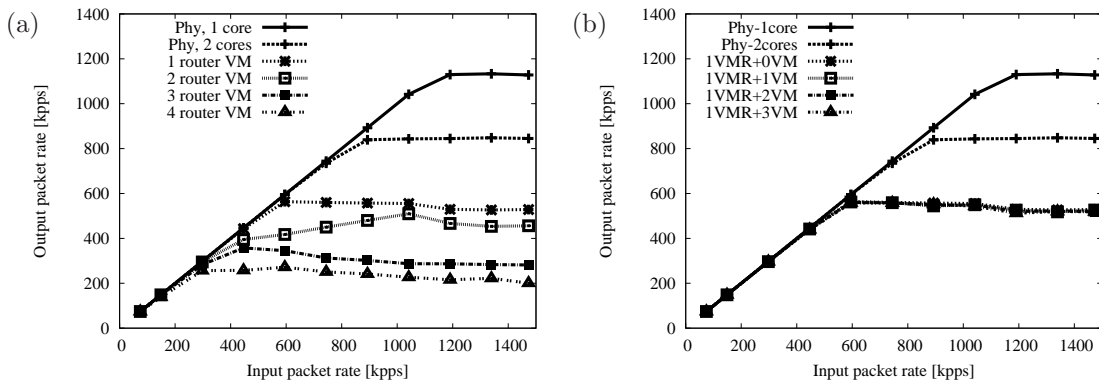 (a)
Output packet rate [kpps]
1400
1200
1000
800
600
400
200
0
Phy, 1 core
Phy, 2 cores
1 router VM
2 router VM
3 router VM
4 router VM
0 200 400 600 800 1000 1200 1400
Input packet rate [kpps]
(b)
Output packet rate [kpps]
1400
1200
1000
800
600
400
200
0
Phy-1core
Phy-2cores
1VMR+0VM
1VMR+1VM
1VMR+2VM
1VMR+3VM
0 200 400 600 800 1000 1200 1400
Input packet rate [kpps]